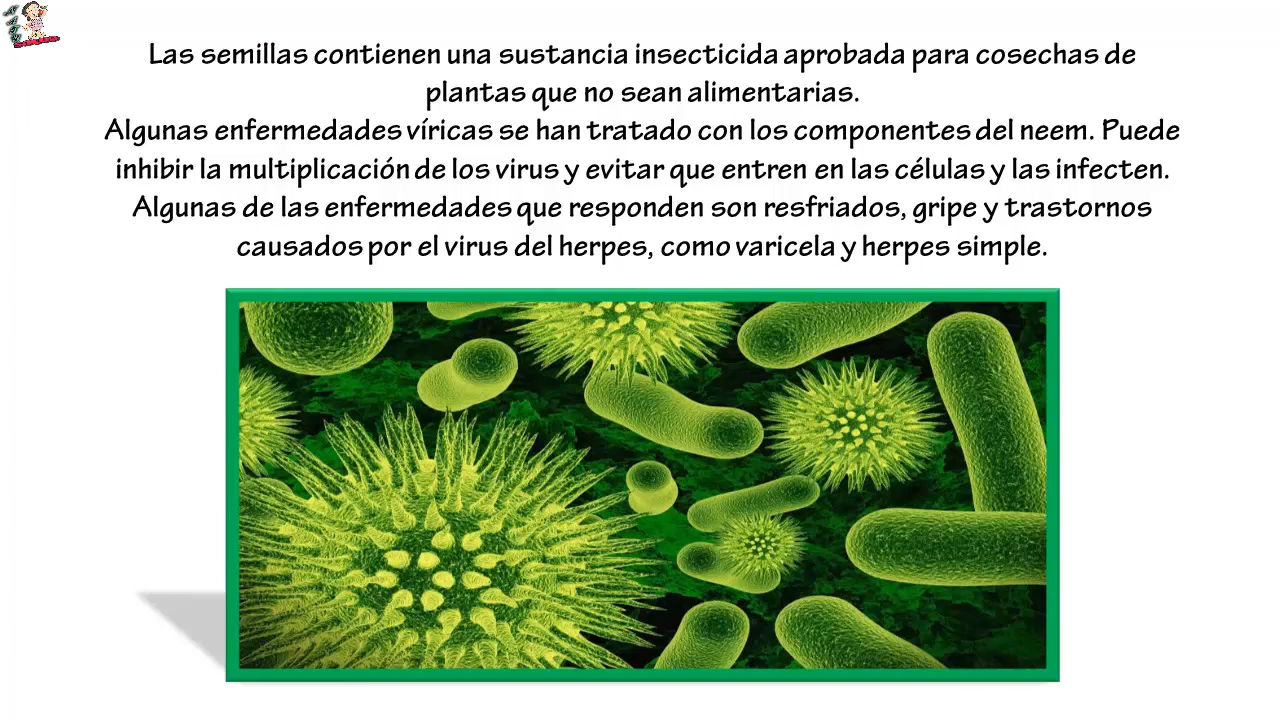 Las semillas contienen una sustancia insecticida aprobada para cosechas de
plantas que no sean alimentarias.
Algunas enfermedades víricas se han tratado con los componentes del neem. Puede
inhibir la multiplicación de los virus y evitar que entren en las células y las infecten.
Algunas de las enfermedades que responden son resfriados, gripe y trastornos
causados por el virus del herpes, como varicela y herpes simple.